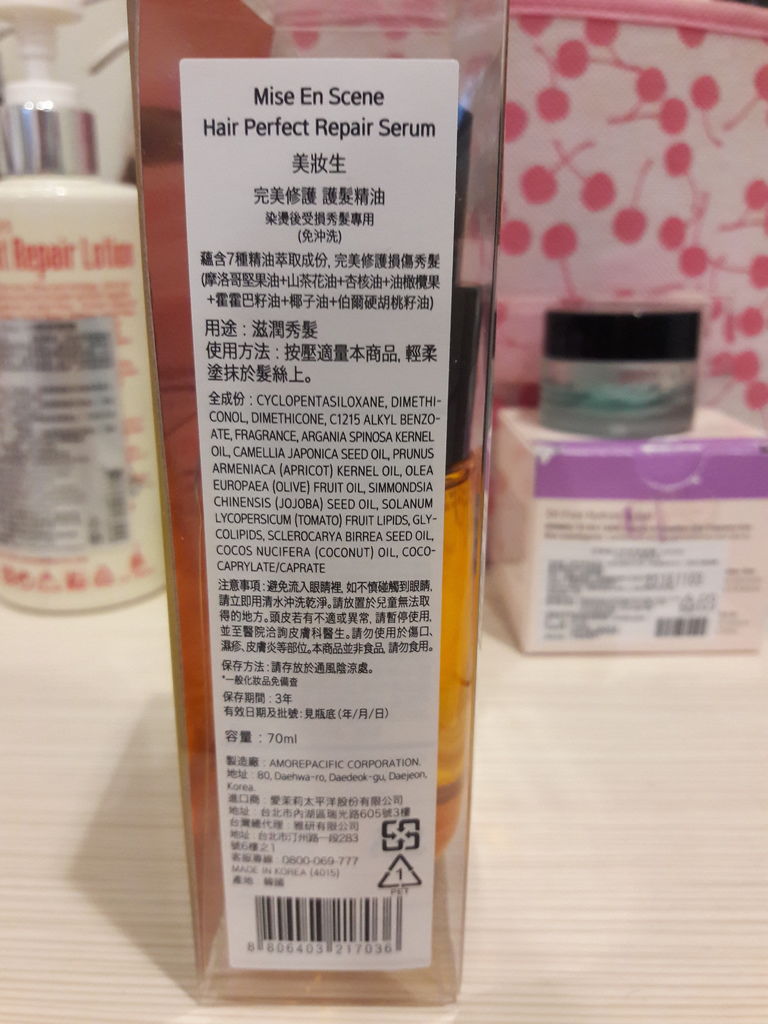 Mise En Scene
Hair Perfect Repair Serum
美妝生
完美修護 護髮精油
染燙後受損秀髮專用
(免沖洗)
蘊含7種精油萃取成份, 完美修護損傷秀髮
(摩洛哥堅果油+山茶花油+杏核油+油橄欖果
+霍霍巴籽油+椰子油+伯爾硬胡桃籽油)
用途：滋潤秀髮
使用方法：按壓適量本商品, 輕柔
塗抹於髮絲上。
全成份：CYCLOPENTASILOXANE, DIMETHI-
CONOL, DIMETHICONE, C1215 ALKYL BENZO-
ATE, FRAGRANCE, ARGANIA SPINOSA KERNEL
OIL, CAMELLIA JAPONICA SEED OIL, PRUNUS
ARMENIACA (APRICOT) KERNEL OIL, OLEA
EUROPAEA (OLIVE) FRUIT OIL, SIMMONDSIA
CHINENSIS (JOJOBA) SEED OIL, SOLANUM
LYCOPERSICUM (TOMATO) FRUIT LIPIDS, GLY-
COLIPIDS, SCLEROCARYA BIRREA SEED OIL,
COCOS NUCIFERA (COCONUT) OIL, COCO-
CAPRYLATE/CAPRATE
注意事項：避免流入眼睛裡, 如不慎碰觸到眼睛,
請立即用清水沖洗乾淨。請放置於兒童無法取
得的地方。頭皮若有不適或異常, 請暫停使用,
並至醫院洽詢皮膚科醫生。請勿使用於傷口、
濕疹, 皮膚炎等部位。本商品並非食品, 請勿食用。
保存方法：請存放於通風陰涼處。
*一般化妝品免備查
保存期間：3年
有效日期及批號：見瓶底(年/月/日)
容量：70ml
製造廠：AMOREPACIFIC CORPORATION.
地址：80, Daehwa-ro, Daedeok-gu, Daejeon,
Korea.
進口商：愛茉莉太平洋股份有限公司
地址：台北市內湖區瑞光路605號3樓
台灣總代理：雅研有限公司
地址：台北市汀州路一段283
號6樓之1
客服專線：0800-069-777
MADE IN KOREA (4015)
產地：韓國
1
PET
8 806403 217036
Repair Lotion